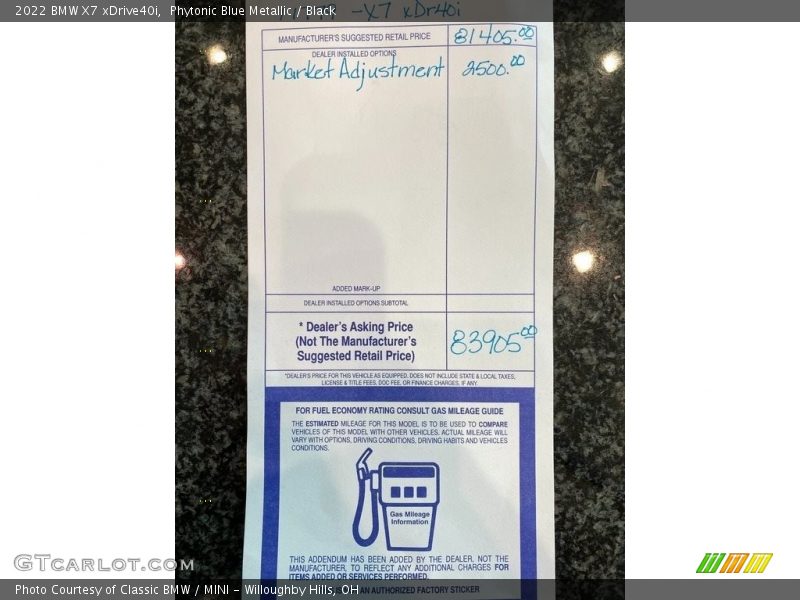 2022 BMW X7 xDrive40i, Phytonic Blue Metallic / Black
-X7 xDr40i
MANUFACTURER'S SUGGESTED RETAIL PRICE 81405.00
DEALER INSTALLED OPTIONS
Market Adjustment 2500.00
ADDED MARK-UP
DEALER INSTALLED OPTIONS SUBTOTAL
* Dealer's Asking Price
(Not The Manufacturer's
Suggested Retail Price)
83905.00
*DEALER'S PRICE FOR THIS VEHICLE AS EQUIPPED, DOES NOT INCLUDE STATE & LOCAL TAXES,
LICENSE & TITLE FEES, DOC FEE, OR FINANCE CHARGES, IF ANY.
FOR FUEL ECONOMY RATING CONSULT GAS MILEAGE GUIDE
THE ESTIMATED MILEAGE FOR THIS MODEL IS TO BE USED TO COMPARE
VEHICLES OF THIS MODEL WITH OTHER VEHICLES. ACTUAL MILEAGE WILL
VARY WITH OPTIONS, DRIVING CONDITIONS, DRIVING HABITS AND VEHICLES
CONDITIONS.
Gas Mileage
Information
THIS ADDENDUM HAS BEEN ADDED BY THE DEALER, NOT THE
MANUFACTURER, TO REFLECT ANY ADDITIONAL CHARGES FOR
ITEMS ADDED OR SERVICES PERFORMED.
AN AUTHORIZED FACTORY STICKER
GTCARLOT.COM
Photo Courtesy of Classic BMW / MINI - Willoughby Hills, OH